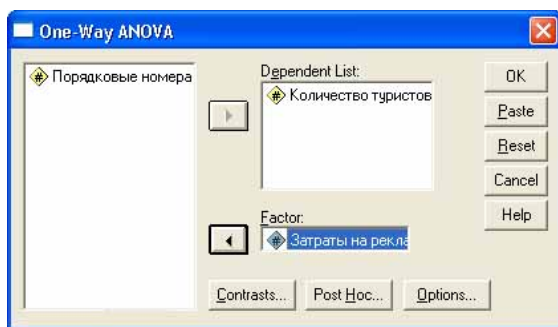 One-Way ANOVA
Порядковые номера
Dependent List:
Количество туристов
Factor:
Затраты на рекла
OK
Paste
Reset
Cancel
Help
Contrasts...
Post Hoc...
Options...